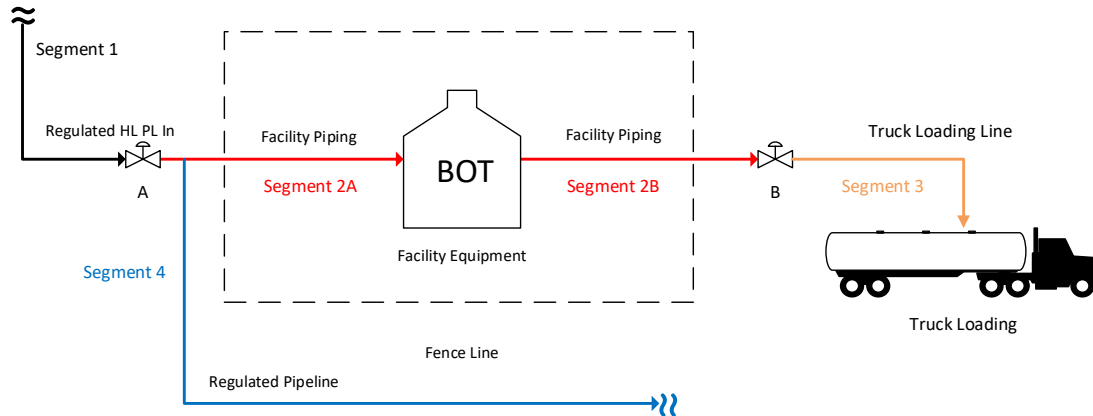 Segment 1
Regulated HL PL In
A
Facility Piping
Segment 2A
BOT
Facility Equipment
Facility Piping
Segment 2B
B
Truck Loading Line
Segment 3
Truck Loading
Segment 4
Fence Line
Regulated Pipeline